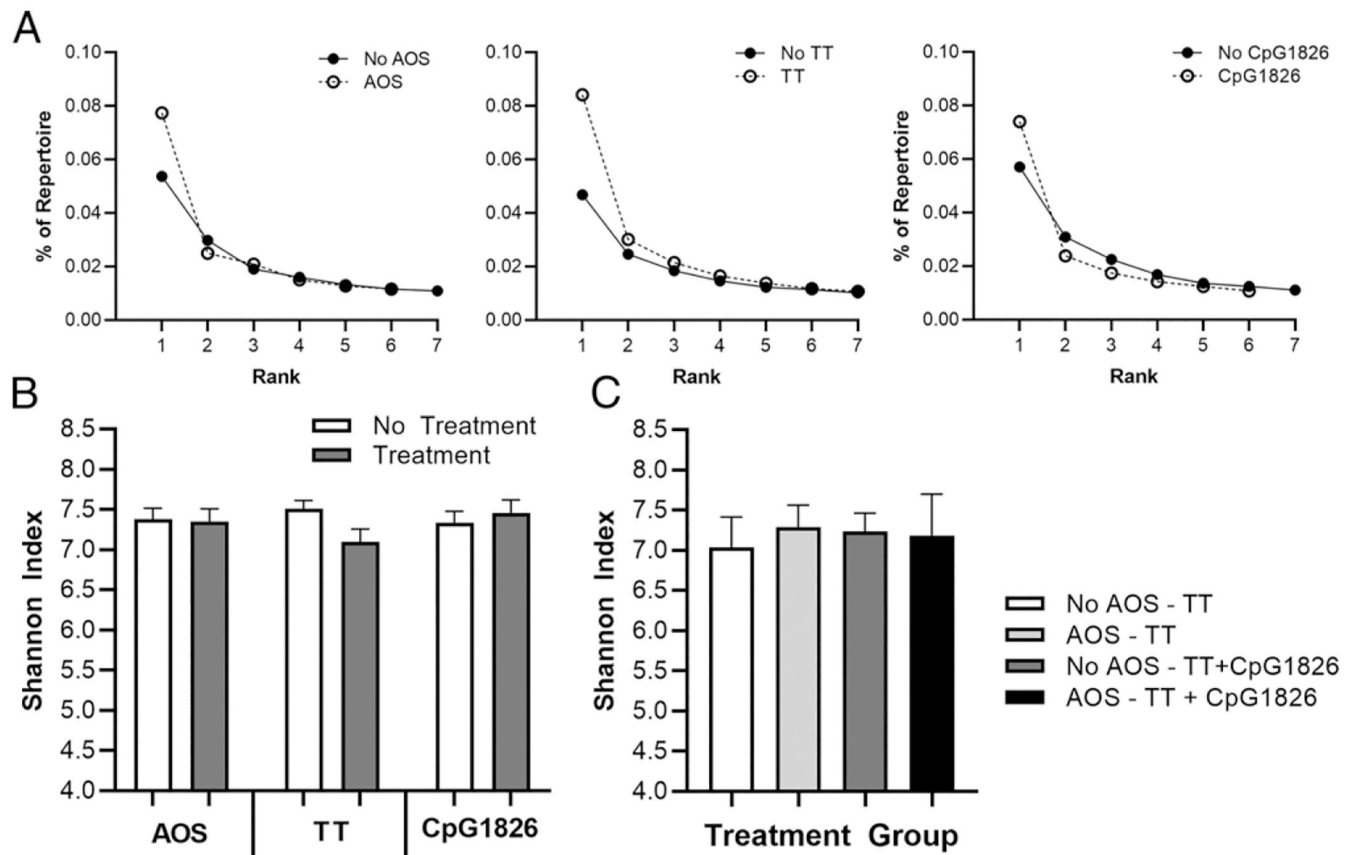 A
0.10
0.08
0.06
0.04
0.02
0.00
% of Repertoire
No AOS
AOS
1 2 3 4 5 6 7
Rank
0.10
0.08
0.06
0.04
0.02
0.00
No TT
TT
1 2 3 4 5 6 7
Rank
0.10
0.08
0.06
0.04
0.02
0.00
% of Repertoire
No CpG1826
CpG1826
1 2 3 4 5 6 7
Rank
B
8.5
8.0
7.5
7.0
6.5
6.0
5.5
5.0
4.5
4.0
Shannon Index
No Treatment
Treatment
AOS TT CpG1826
C
8.5
8.0
7.5
7.0
6.5
6.0
5.5
5.0
4.5
4.0
Shannon Index
Treatment Group
No AOS - TT
AOS - TT
No AOS - TT+CpG1826
AOS - TT + CpG1826